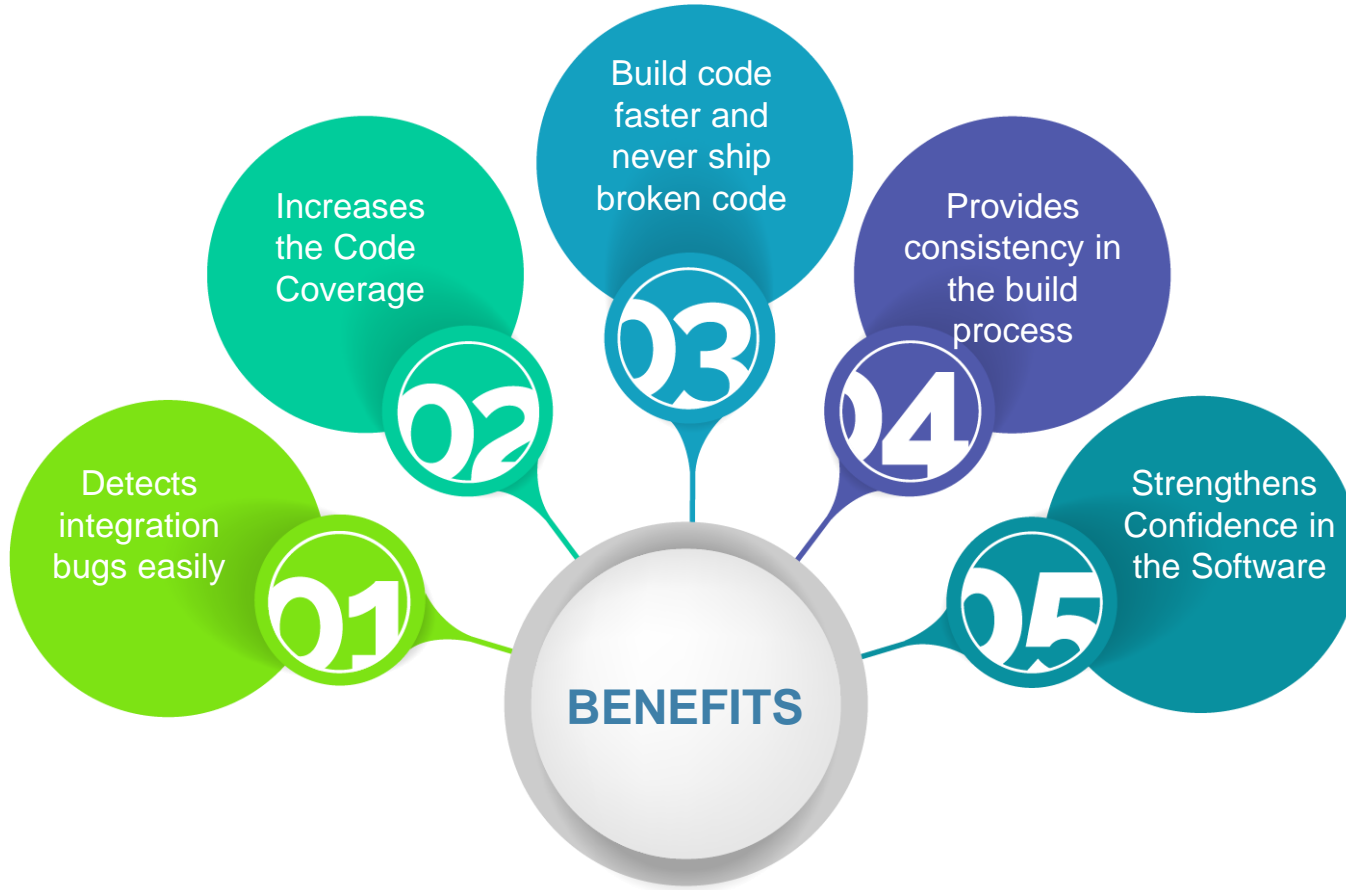 Detects
integration
bugs easily
01
Increases
the Code
Coverage
02
Build code
faster and
never ship
broken code
03
Provides
consistency in
the build
process
04
Strengthens
Confidence in
the Software
05
BENEFITS